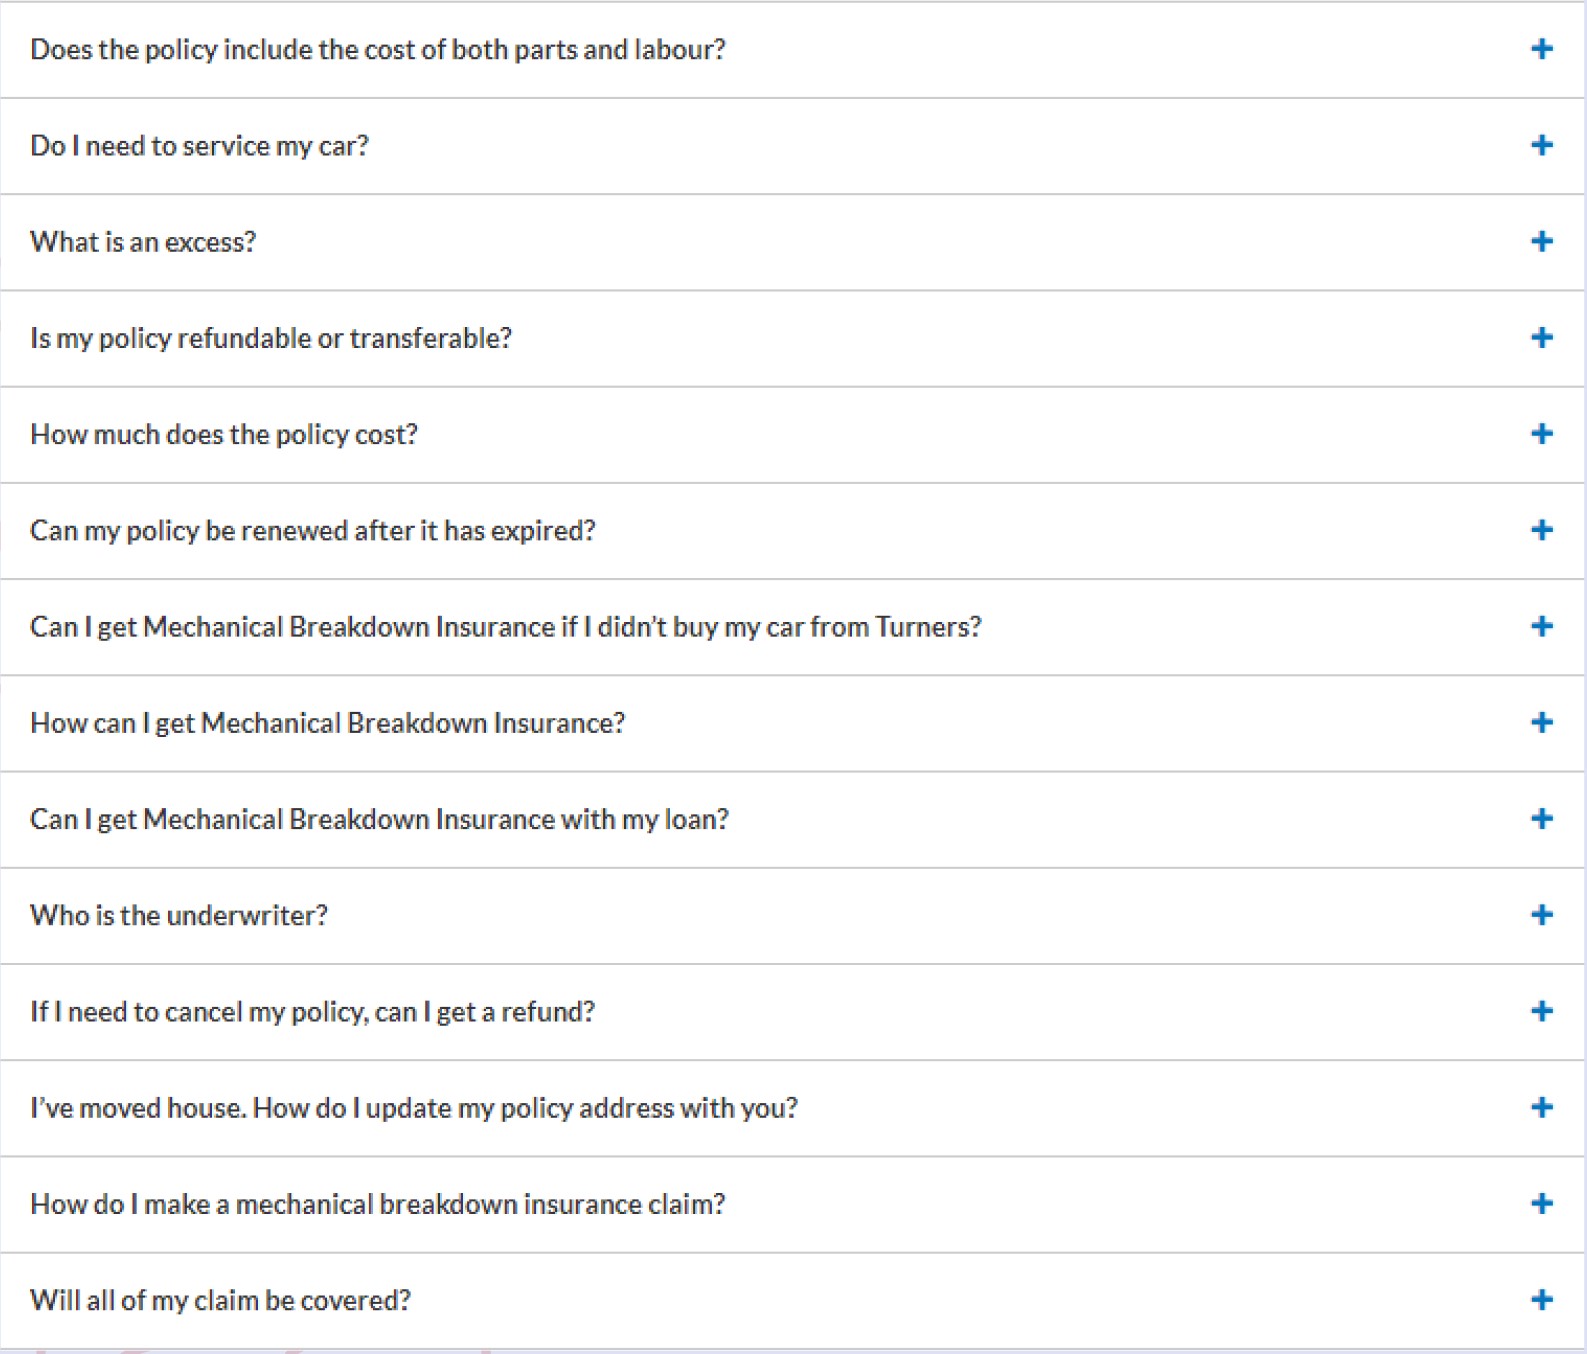 Does the policy include the cost of both parts and labour?
Do I need to service my car?
What is an excess?
Is my policy refundable or transferable?
How much does the policy cost?
Can my policy be renewed after it has expired?
Can I get Mechanical Breakdown Insurance if I didn’t buy my car from Turners?
How can I get Mechanical Breakdown Insurance?
Can I get Mechanical Breakdown Insurance with my loan?
Who is the underwriter?
If I need to cancel my policy, can I get a refund?
I’ve moved house. How do I update my policy address with you?
How do I make a mechanical breakdown insurance claim?
Will all of my claim be covered?